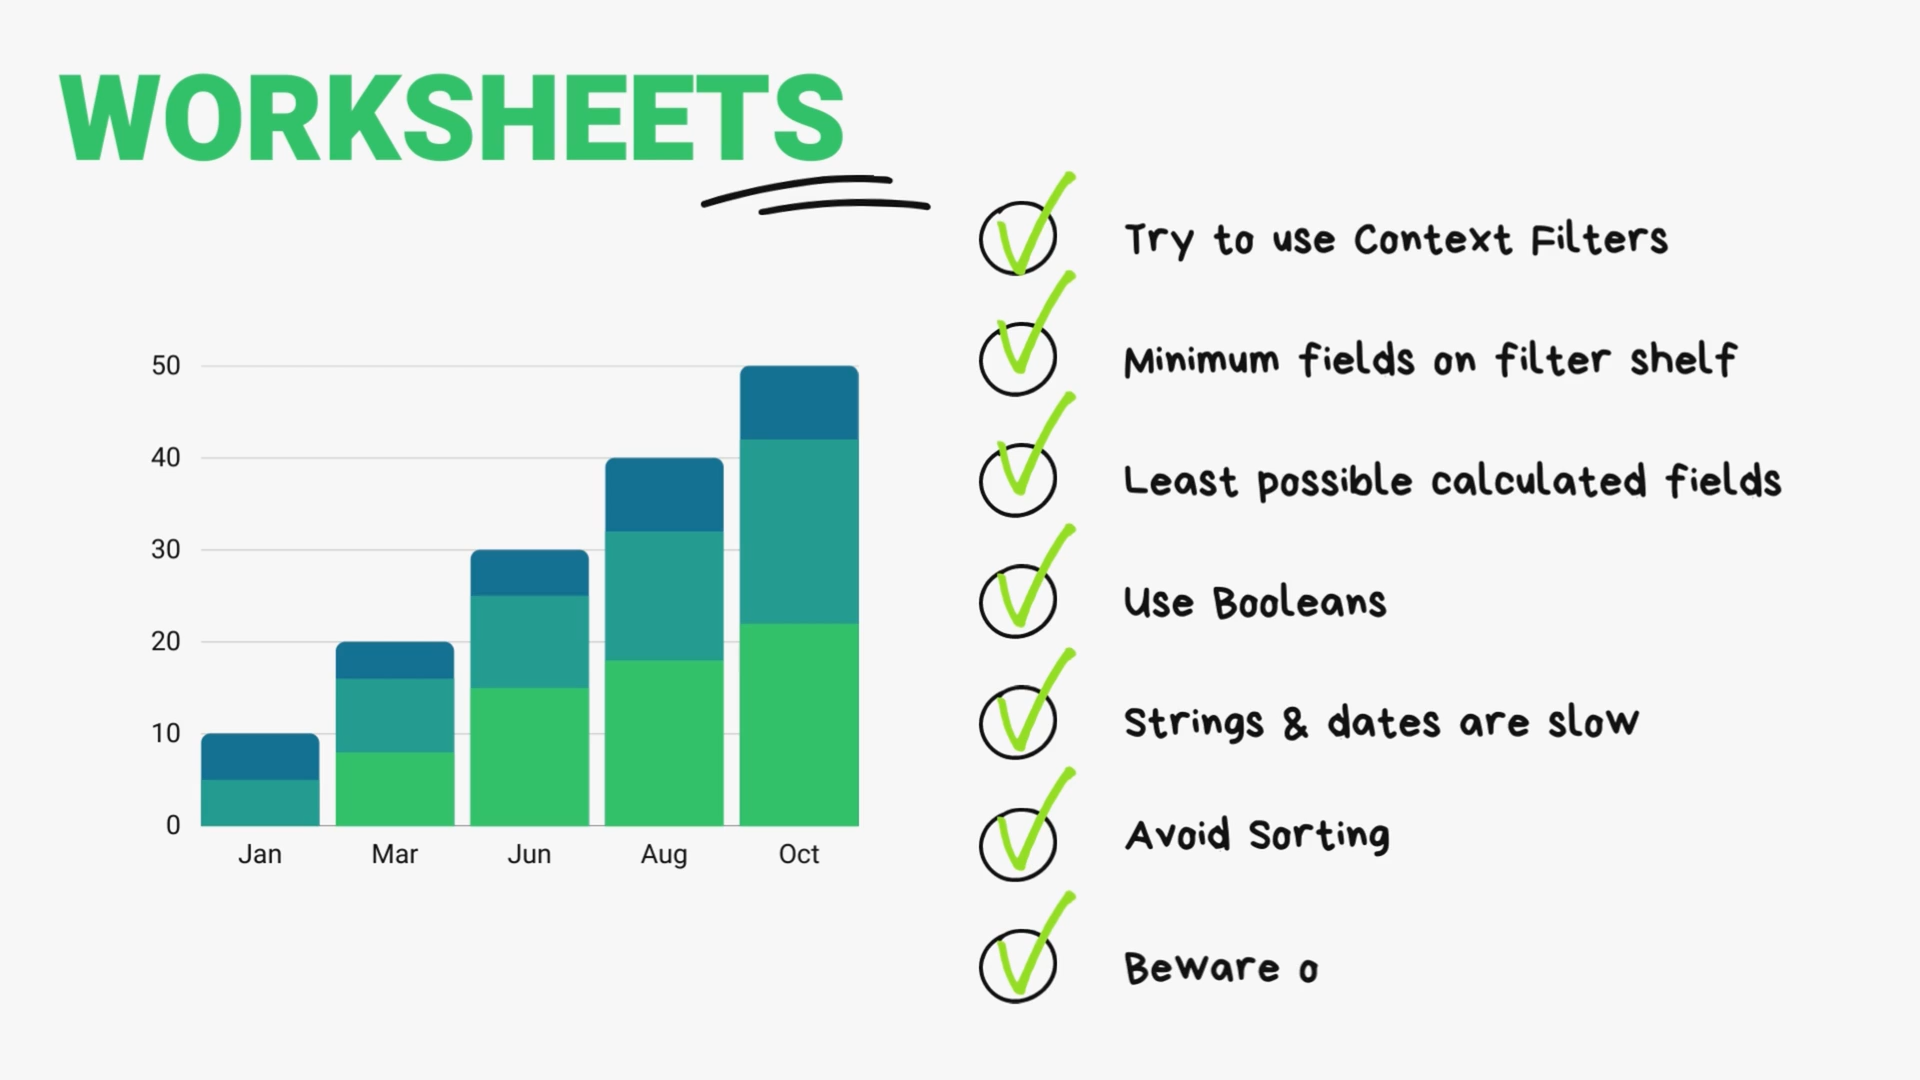 WORKSHEETS
Try to use Context Filters
Minimum fields on filter shelf
Least possible calculated fields
Use Booleans
Strings & dates are slow
Avoid Sorting
Beware o
50
40
30
20
10
0
Jan Mar Jun Aug Oct